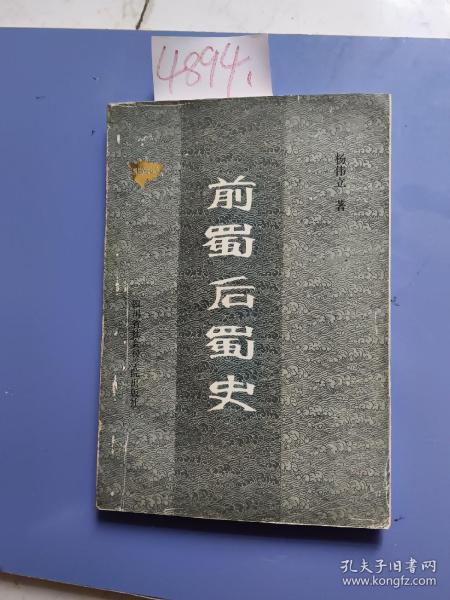 4894.
杨伟立 著
前蜀后蜀史
四川省社会科学院出版社
孔夫子旧书网
www.kongfz.com